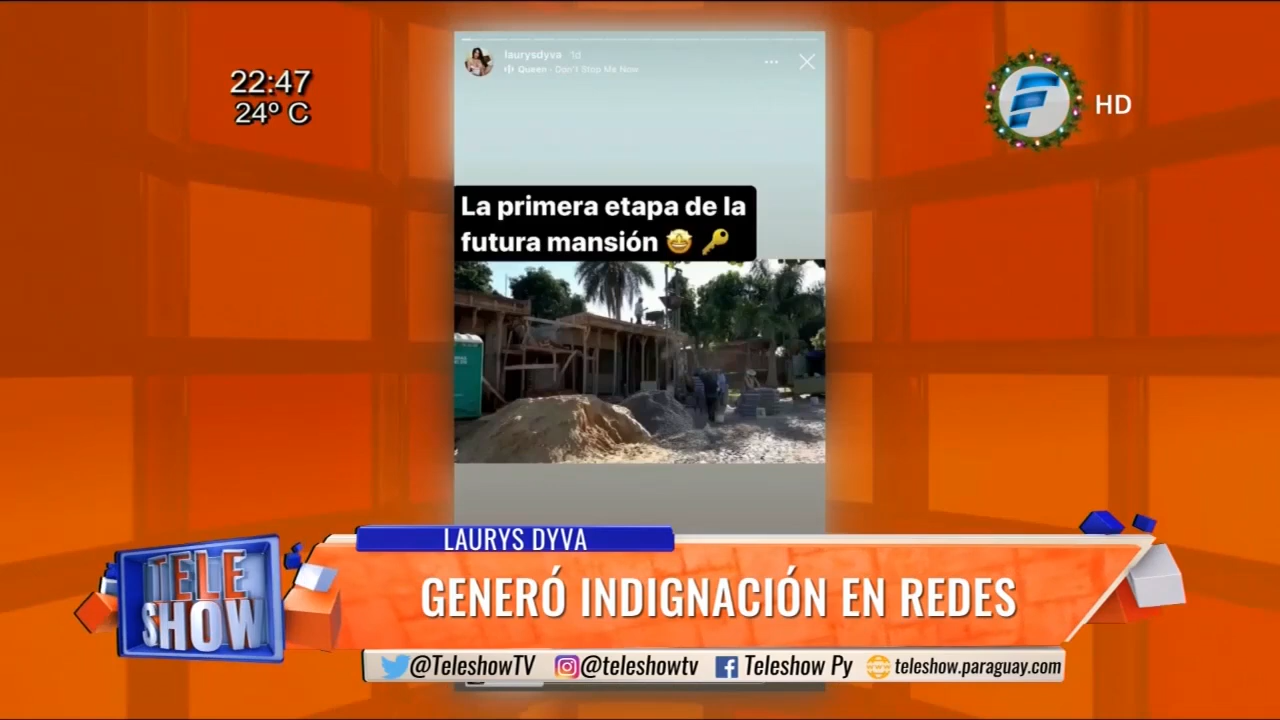 22:47
24º C
laurysdyva 1d
Queen · Don't Stop Me Now
HD
La primera etapa de la
futura mansión 🤩 🔑
LAURYS DYVA
TELE
SHOW
GENERÓ INDIGNACIÓN EN REDES
@TeleshowTV @teleshowtv Teleshow Py teleshow.paraguay.com